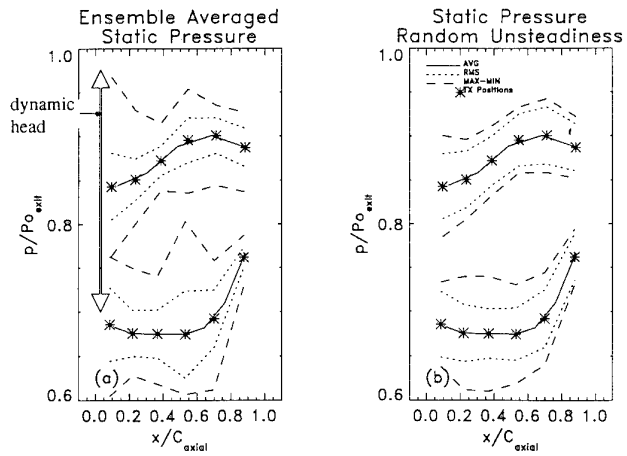 Ensemble Averaged
Static Pressure
1.0
dynamic
head
0.8
0.6
p/Po_exit
(a)
0.0 0.2 0.4 0.6 0.8 1.0
x/C_axial
Static Pressure
Random Unsteadiness
AVG
RMS
MAX-MIN
TX Positions
1.0
0.8
0.6
p/Po_exit
(b)
0.0 0.2 0.4 0.6 0.8 1.0
x/C_axial